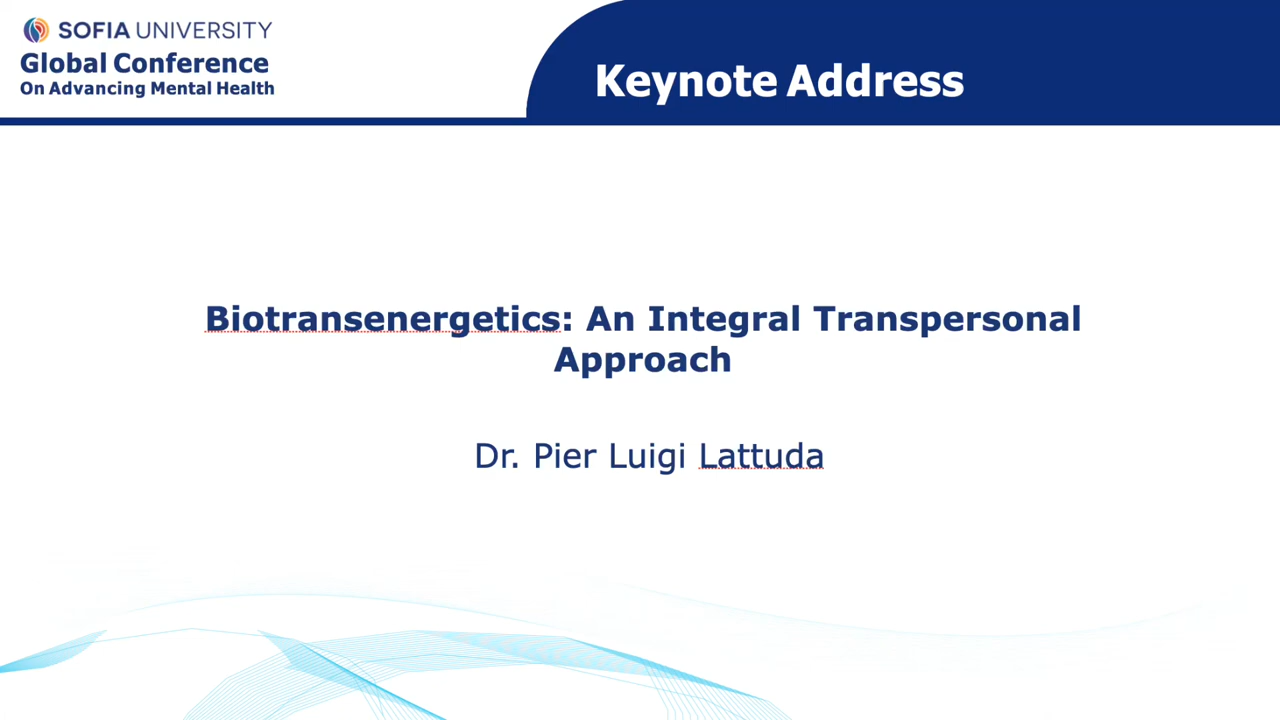 SOFIA UNIVERSITY
Global Conference
On Advancing Mental Health
Keynote Address
Biotransenergetics: An Integral Transpersonal
Approach
Dr. Pier Luigi Lattuda